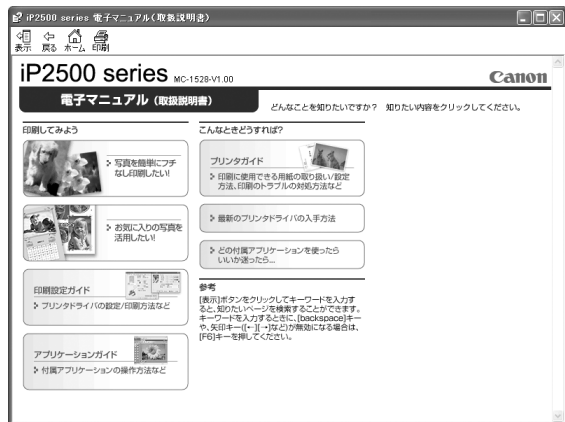 iP2500 series 電子マニュアル(取扱説明書)
表示 戻る ホーム 印刷
iP2500 series MC-1528-V1.00
Canon
電子マニュアル（取扱説明書）
どんなことを知りたいですか？ 知りたい内容をクリックしてください。
印刷してみよう
写真を簡単にフチ
なし印刷したい!
お気に入りの写真を
活用したい!
印刷設定ガイド
プリンタドライバの設定/印刷方法など
アプリケーションガイド
付属アプリケーションの操作方法など
こんなときどうすれば?
プリンタガイド
印刷に使用できる用紙の取り扱い/設定
方法、印刷のトラブルの対処方法など
最新のプリンタドライバの入手方法
どの付属アプリケーションを使ったら
いいか迷ったら...
参考
[表示]ボタンをクリックしてキーワードを入力す
ると、知りたいページを検索することができます。
キーワードを入力するときに、[backspace]キー
や、矢印キー([←][→]など)が無効になる場合は、
[F6]キーを押してください。